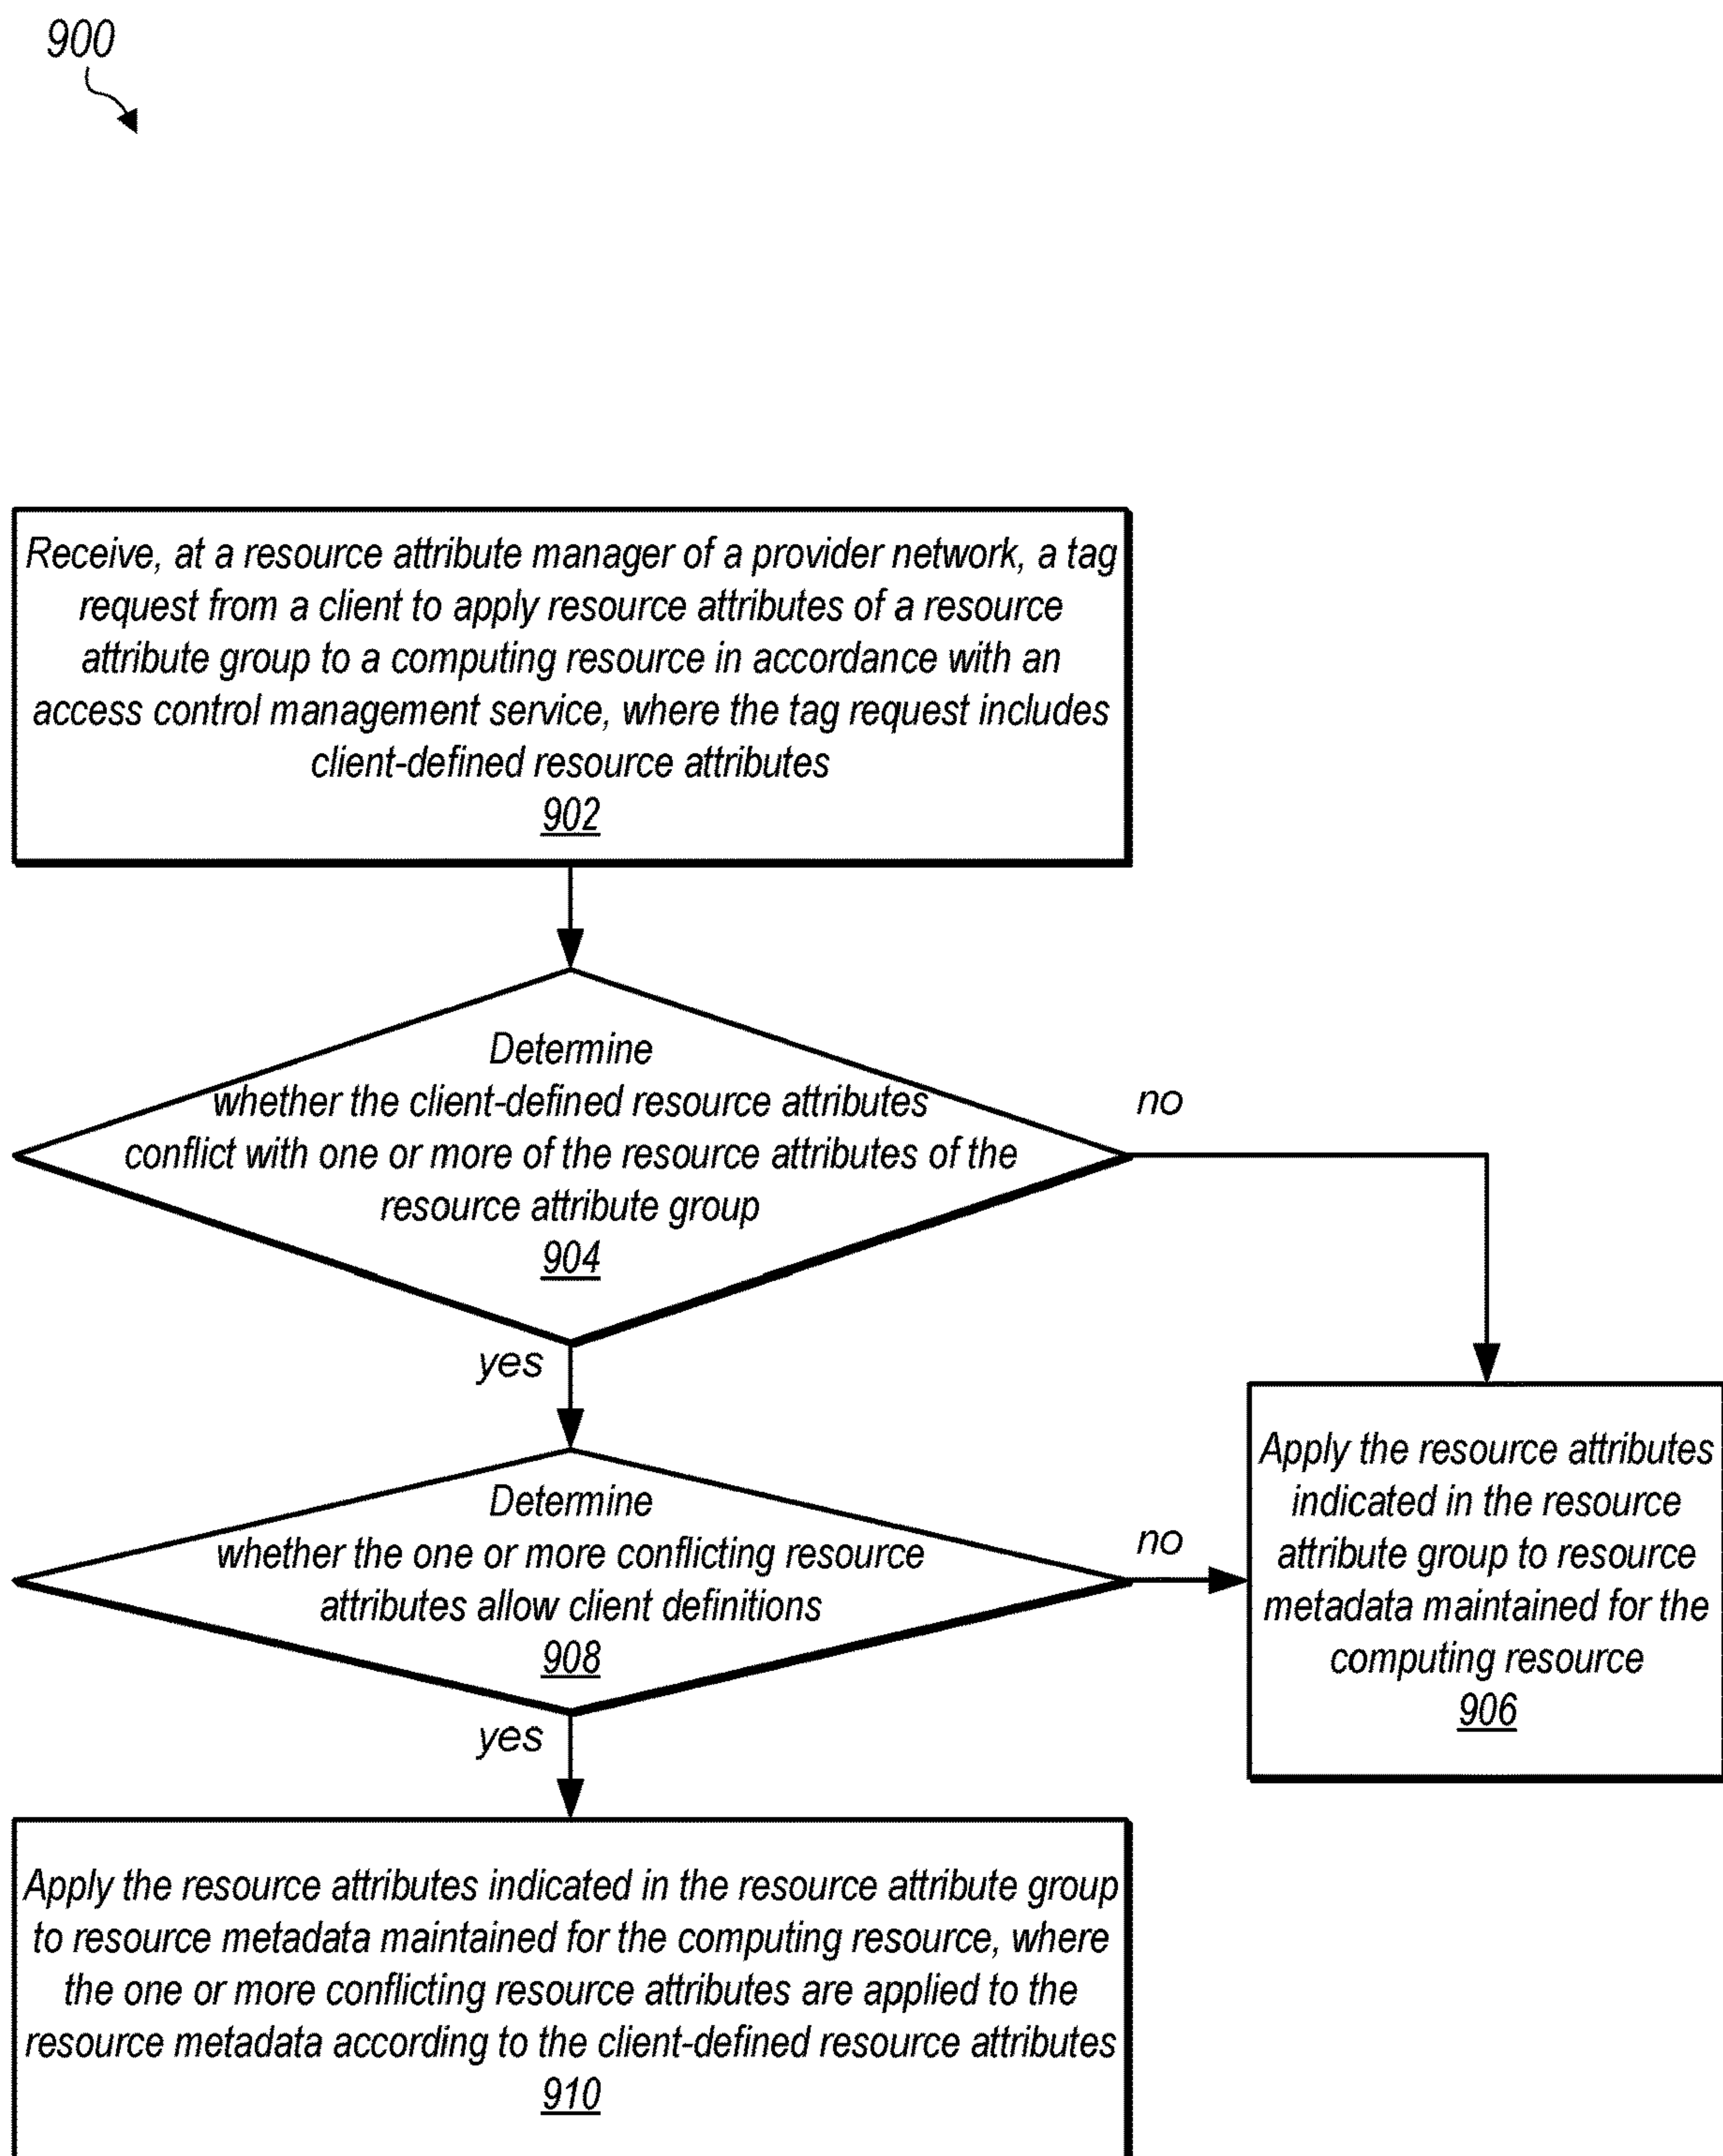 900
Receive, at a resource attribute manager of a provider network, a tag
request from a client to apply resource attributes of a resource
attribute group to a computing resource in accordance with an
access control management service, where the tag request includes
client-defined resource attributes
902
Determine
whether the client-defined resource attributes
conflict with one or more of the resource attributes of the
resource attribute group
904
no
yes
Determine
whether the one or more conflicting resource
attributes allow client definitions
908
no
yes
Apply the resource attributes
indicated in the resource
attribute group to resource
metadata maintained for the
computing resource
906
Apply the resource attributes indicated in the resource attribute group
to resource metadata maintained for the computing resource, where
the one or more conflicting resource attributes are applied to the
resource metadata according to the client-defined resource attributes
910